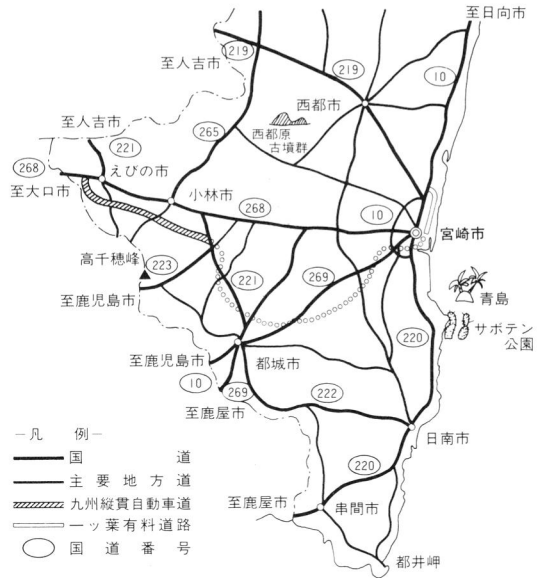 至日向市
219
至人吉市
219
10
西都市
至人吉市
265
西都原
古墳群
221
268
えびの市
至大口市
小林市
268
10
宮崎市
高千穂峰
223
221
269
青島
至鹿児島市
サボテン
公園
220
至鹿児島市
都城市
10
269
222
至鹿屋市
日南市
220
至鹿屋市
串間市
都井岬
—凡 例—
国道
主要地方道
九州縦貫自動車道
一ッ葉有料道路
国道番号